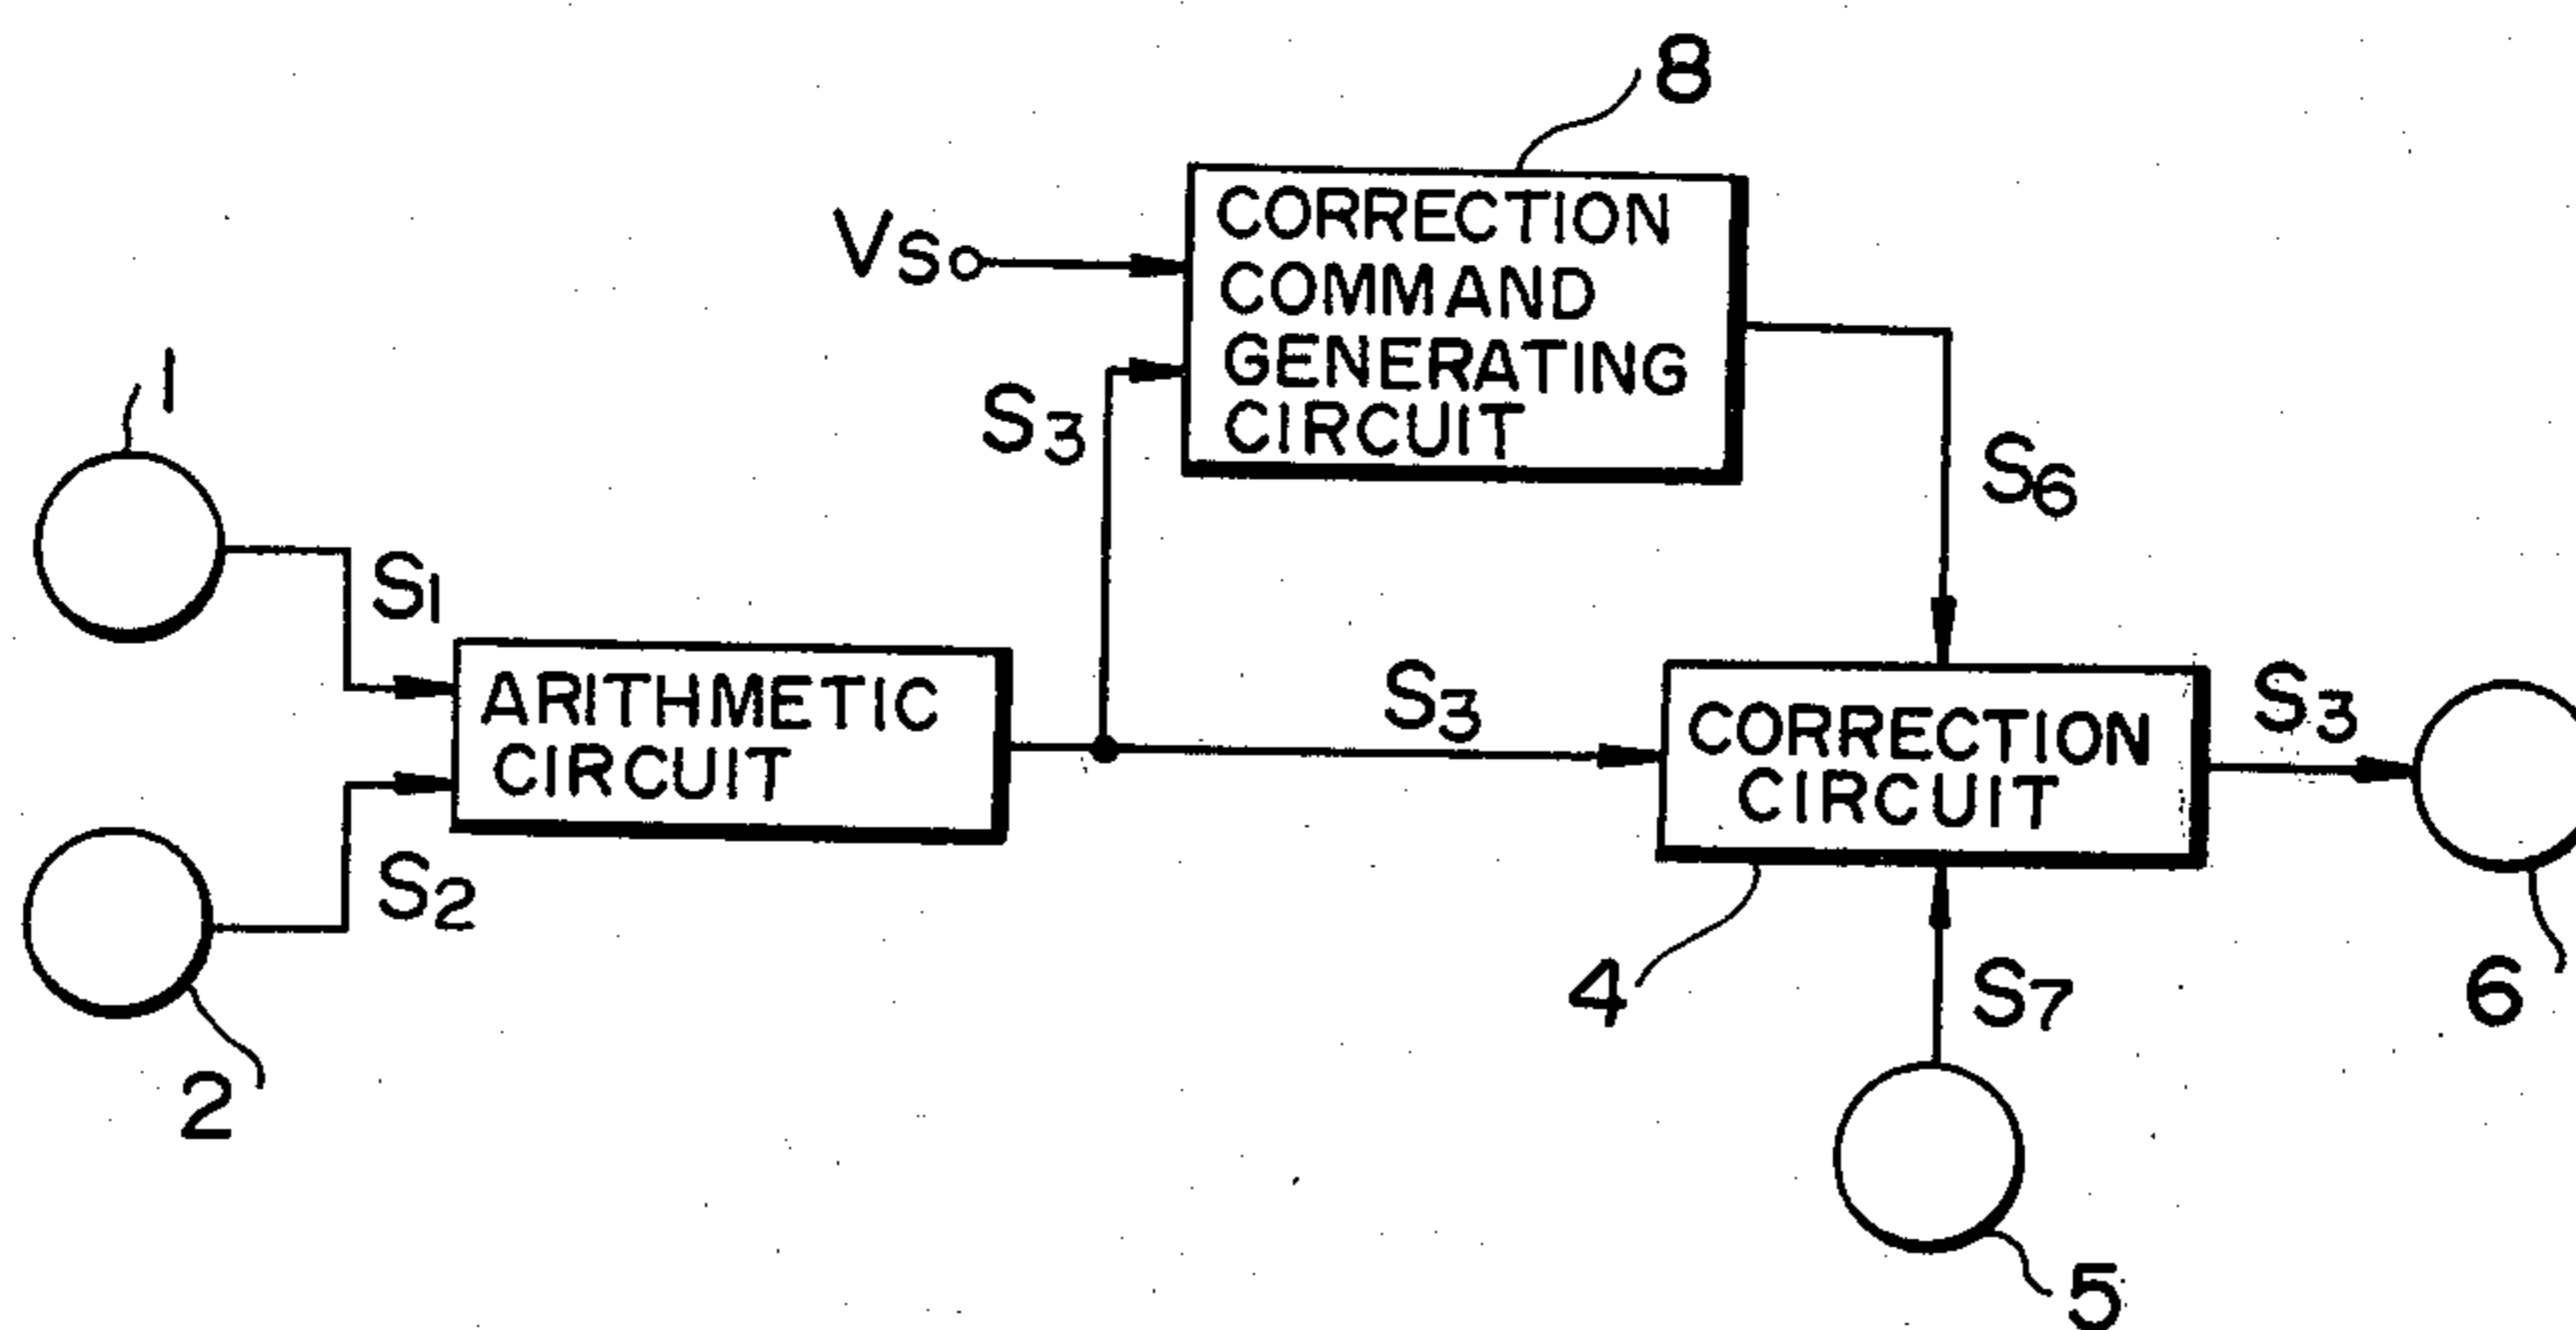 8
CORRECTION
COMMAND
GENERATING
CIRCUIT
Vs
S3
S6
1
S1
ARITHMETIC
CIRCUIT
S2
2
S3
CORRECTION
CIRCUIT
S3
4
S7
6
5